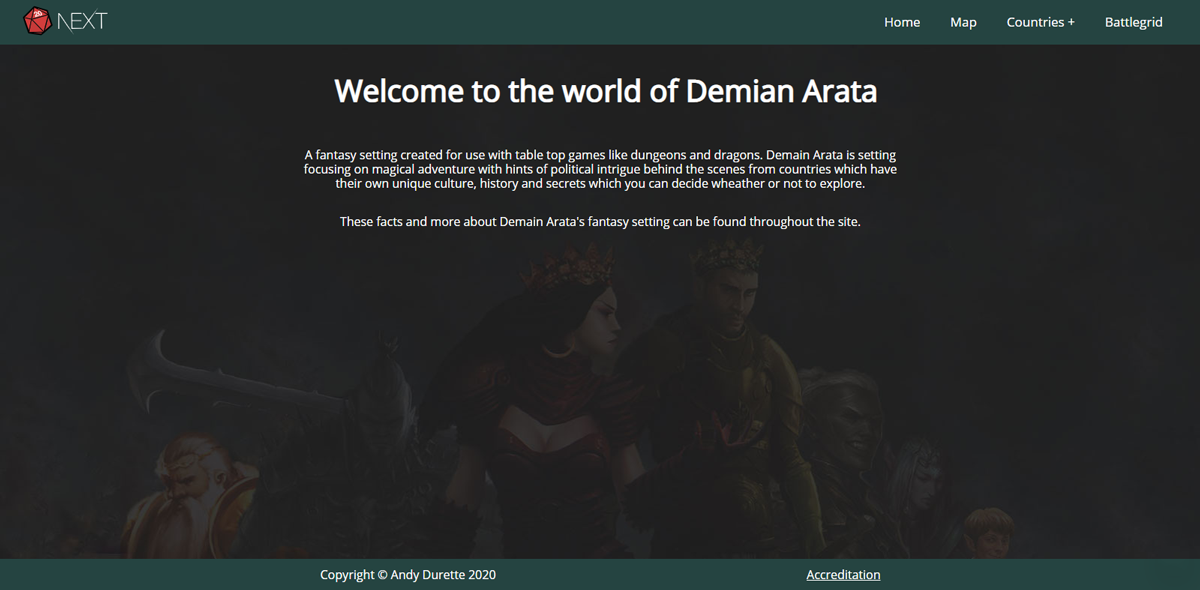 20
NEXT
Home Map Countries + Battlegrid
Welcome to the world of Demian Arata
A fantasy setting created for use with table top games like dungeons and dragons. Demain Arata is setting
focusing on magical adventure with hints of political intrigue behind the scenes from countries which have
their own unique culture, history and secrets which you can decide wheather or not to explore.
These facts and more about Demain Arata's fantasy setting can be found throughout the site.
Copyright © Andy Durette 2020 Accreditation